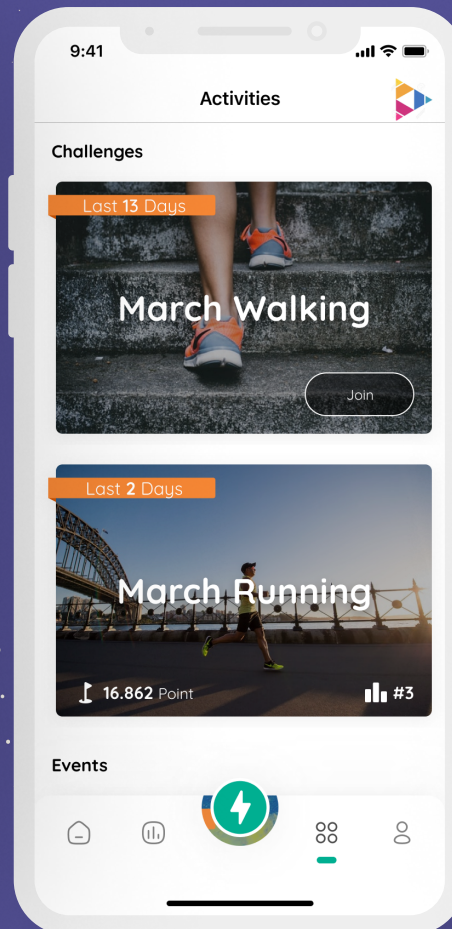 9:41
Activities
Challenges
Last 13 Days
March Walking
Join
Last 2 Days
March Running
16.862 Point
#3
Events